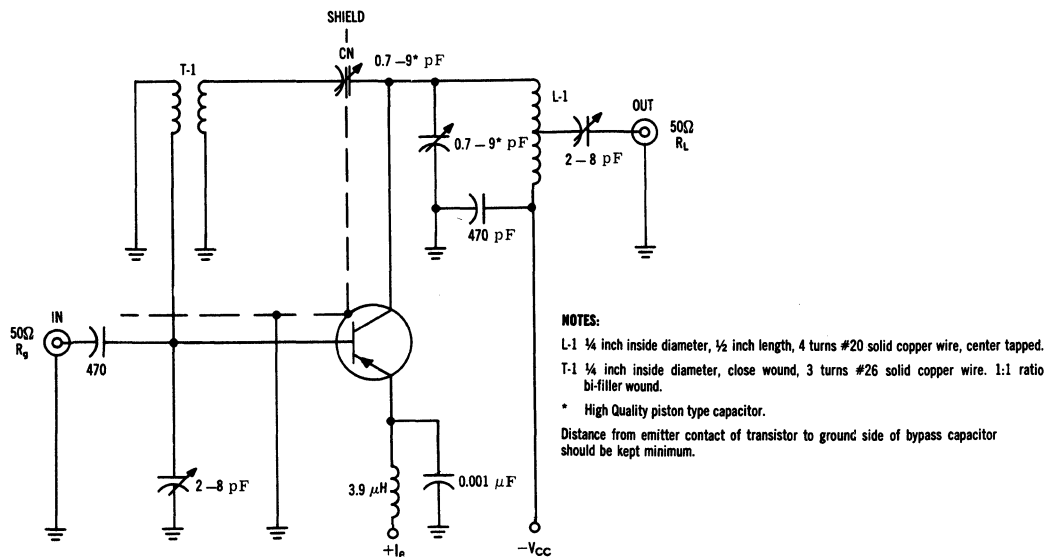 SHIELD
CN
0.7 –9* pF
T-1
L-1
OUT
50Ω
RL
0.7 – 9* pF
2 – 8 pF
470 pF
IN
50Ω
Rg
470
2 – 8 pF
3.9 μH
0.001 μF
+Ie
–VCC
NOTES:
L-1 ¼ inch inside diameter, ½ inch length, 4 turns #20 solid copper wire, center tapped.
T-1 ¼ inch inside diameter, close wound, 3 turns #26 solid copper wire. 1:1 ratio
bi-filler wound.
* High Quality piston type capacitor.
Distance from emitter contact of transistor to ground side of bypass capacitor
should be kept minimum.